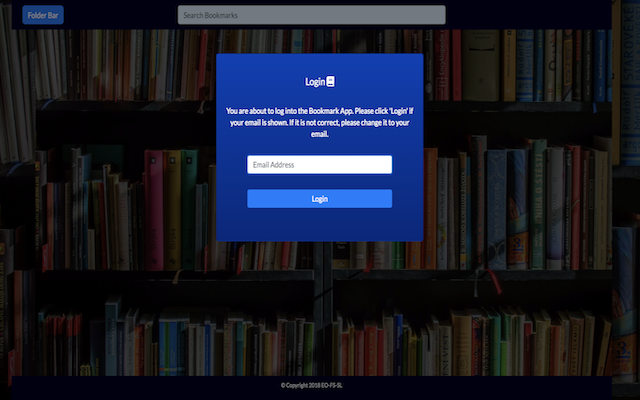 Folder Bar
Search Bookmarks
Login
You are about to log into the Bookmark App. Please click 'Login' if
your email is shown. If it is not correct, please change it to your
email.
Email Address
Login
© Copyright 2018 EO-FS-SL